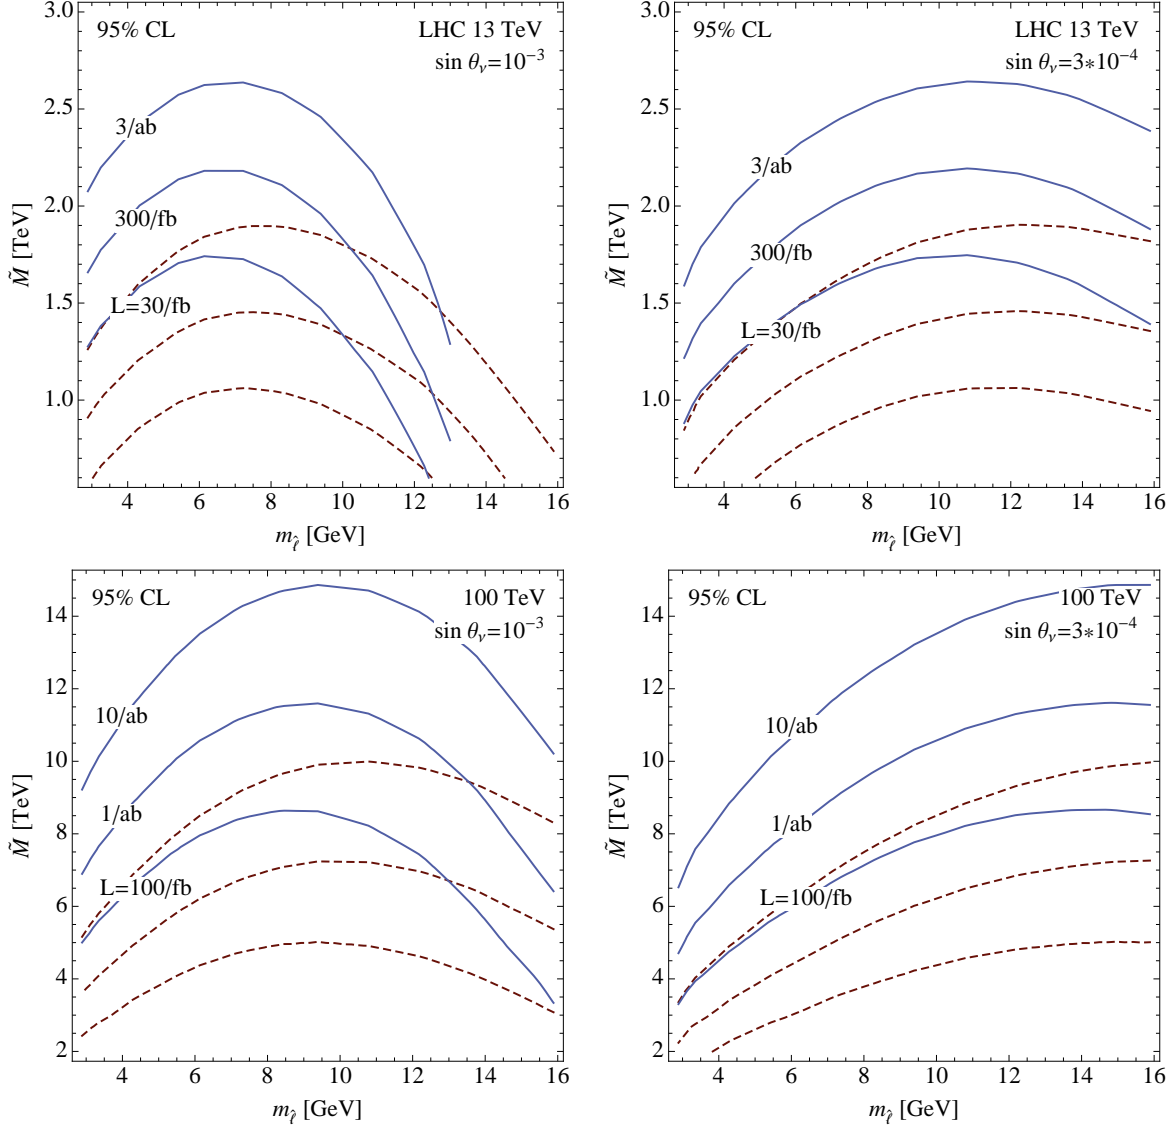 95% CL
LHC 13 TeV
sin θν=10⁻³
3/ab
300/fb
L=30/fb
M̃ [TeV]
3.0
2.5
2.0
1.5
1.0
4 6 8 10 12 14 16
m_ℓ̂ [GeV]
95% CL
LHC 13 TeV
sin θν=3*10⁻⁴
3/ab
300/fb
L=30/fb
M̃ [TeV]
3.0
2.5
2.0
1.5
1.0
4 6 8 10 12 14 16
m_ℓ̂ [GeV]
95% CL
100 TeV
sin θν=10⁻³
10/ab
1/ab
L=100/fb
M̃ [TeV]
14
12
10
8
6
4
2
4 6 8 10 12 14 16
m_ℓ̂ [GeV]
95% CL
100 TeV
sin θν=3*10⁻⁴
10/ab
1/ab
L=100/fb
M̃ [TeV]
14
12
10
8
6
4
2
4 6 8 10 12 14 16
m_ℓ̂ [GeV]